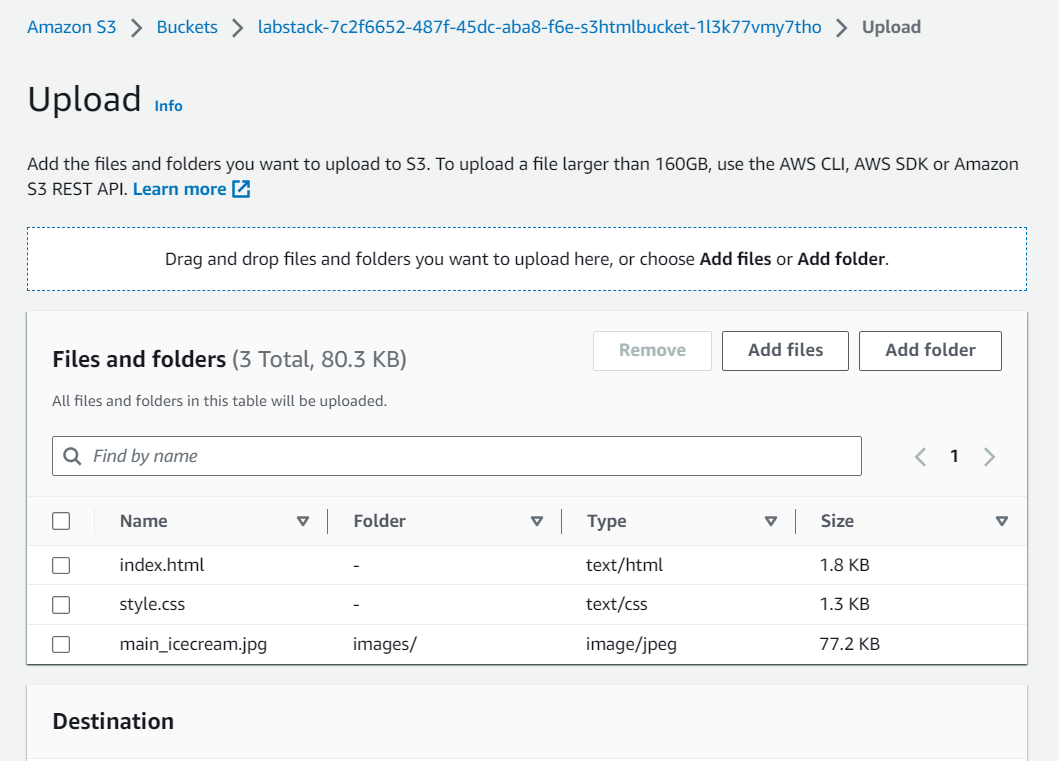 Amazon S3 > Buckets > labstack-7c2f6652-487f-45dc-aba8-f6e-s3htmlbucket-1l3k77vmy7tho > Upload
Upload Info
Add the files and folders you want to upload to S3. To upload a file larger than 160GB, use the AWS CLI, AWS SDK or Amazon
S3 REST API. Learn more
Drag and drop files and folders you want to upload here, or choose Add files or Add folder.
Files and folders (3 Total, 80.3 KB) Remove Add files Add folder
All files and folders in this table will be uploaded.
Find by name 1
Name Folder Type Size
index.html - text/html 1.8 KB
style.css - text/css 1.3 KB
main_icecream.jpg images/ image/jpeg 77.2 KB
Destination